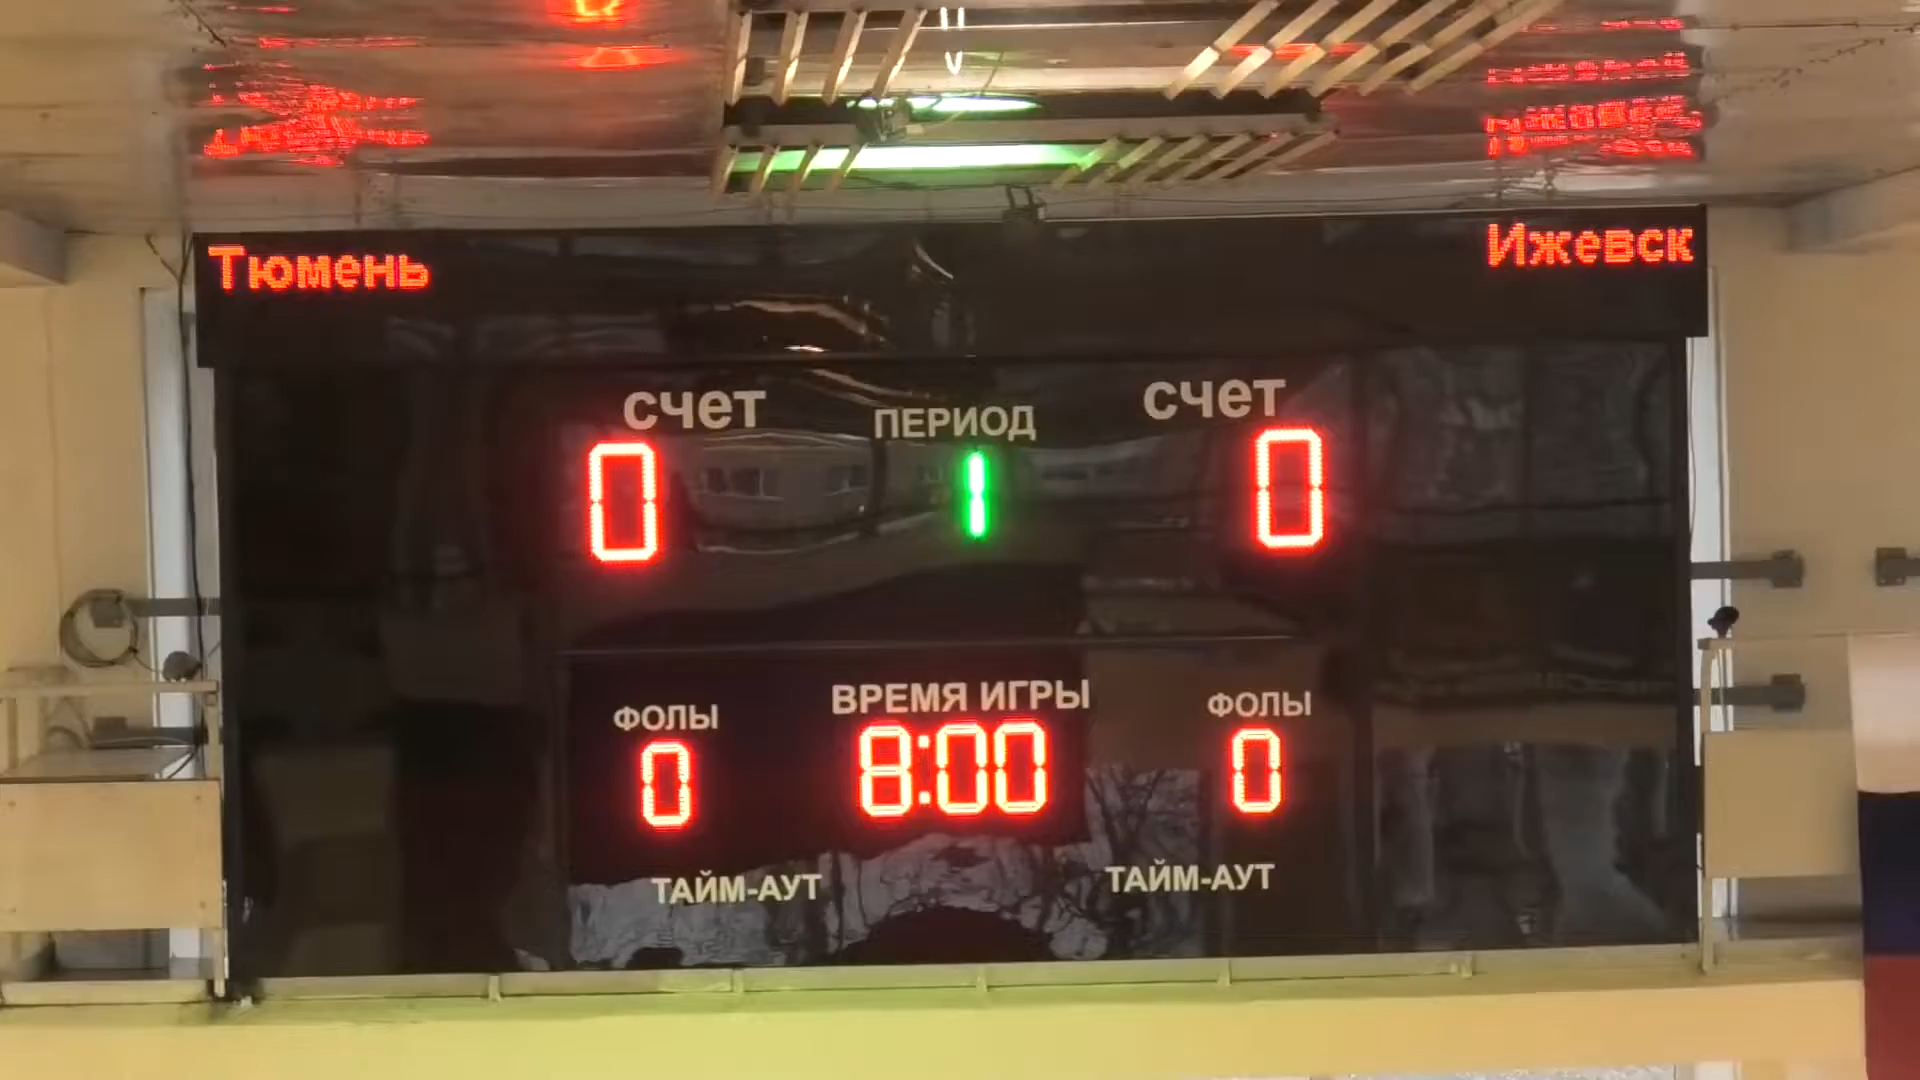 Тюмень Ижевск
счет ПЕРИОД счет
0 1 0
ФОЛЫ ВРЕМЯ ИГРЫ ФОЛЫ
0 8:00 0
ТАЙМ-АУТ ТАЙМ-АУТ